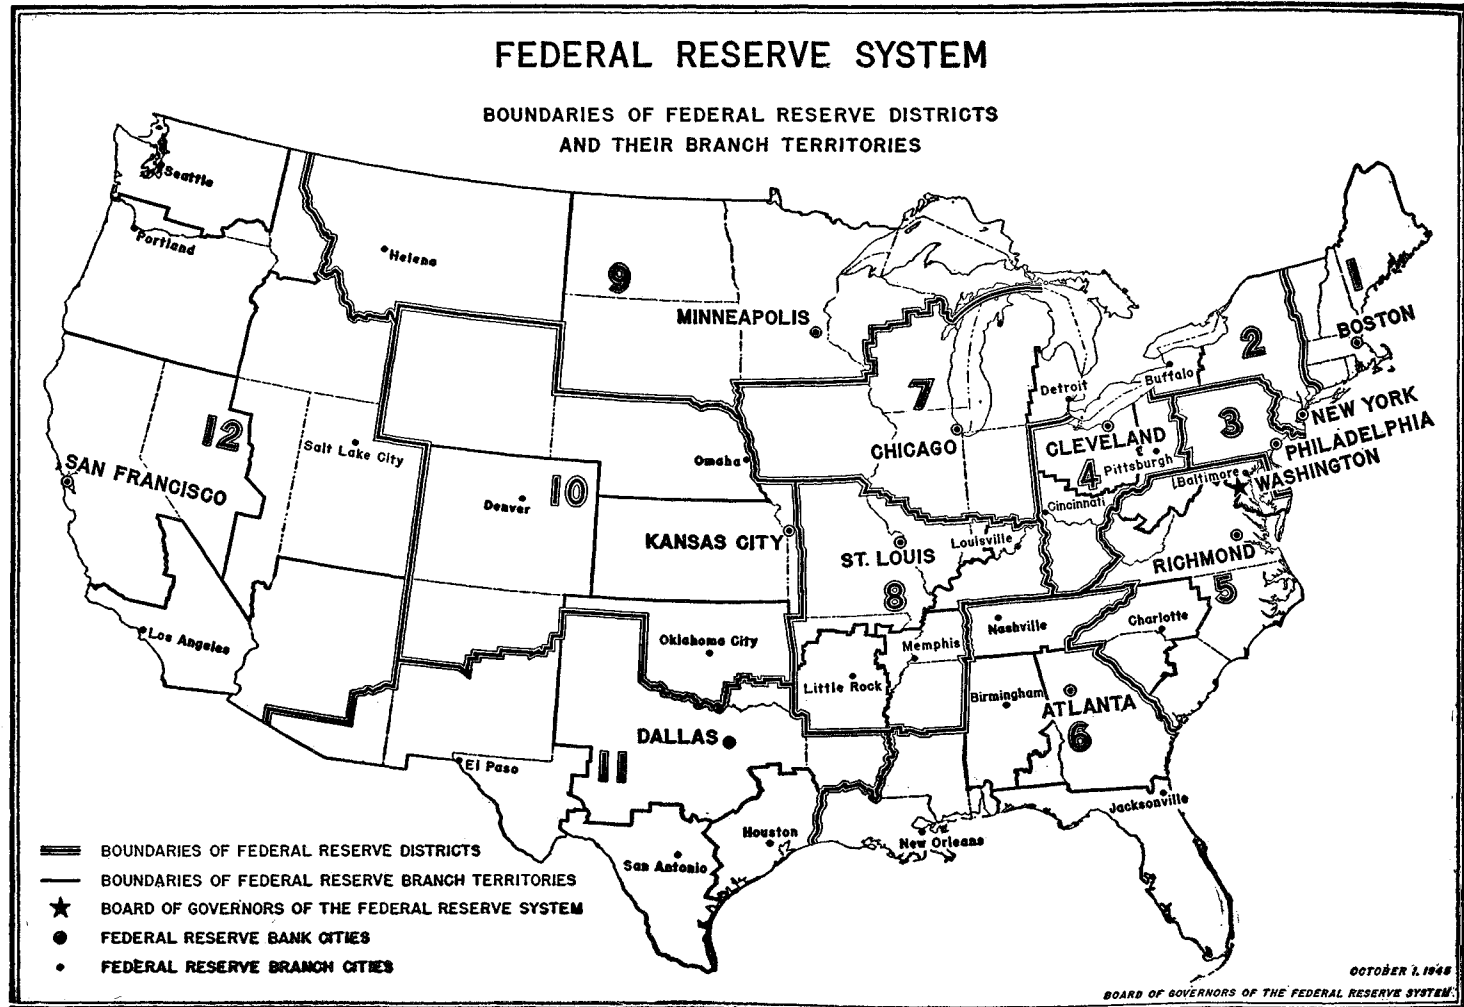 FEDERAL RESERVE SYSTEM
BOUNDARIES OF FEDERAL RESERVE DISTRICTS
AND THEIR BRANCH TERRITORIES
Seattle
Portland
Helena
9
MINNEAPOLIS
1
BOSTON
2
Buffalo
NEW YORK
3
PHILADELPHIA
WASHINGTON
7
Detroit
CHICAGO
CLEVELAND
4
Pittsburgh
Baltimore
Cincinnati
12
Salt Lake City
SAN FRANCISCO
Omaha
Denver
10
KANSAS CITY
ST. LOUIS
Louisville
8
RICHMOND
5
Los Angeles
Oklahoma City
Memphis
Nashville
Charlotte
Little Rock
Birmingham
ATLANTA
6
DALLAS
11
El Paso
Houston
San Antonio
New Orleans
Jacksonville
BOUNDARIES OF FEDERAL RESERVE DISTRICTS
BOUNDARIES OF FEDERAL RESERVE BRANCH TERRITORIES
BOARD OF GOVERNORS OF THE FEDERAL RESERVE SYSTEM
FEDERAL RESERVE BANK CITIES
FEDERAL RESERVE BRANCH CITIES
OCTOBER 1,
BOARD OF GOVERNORS OF THE FEDERAL RESERVE SYSTEM